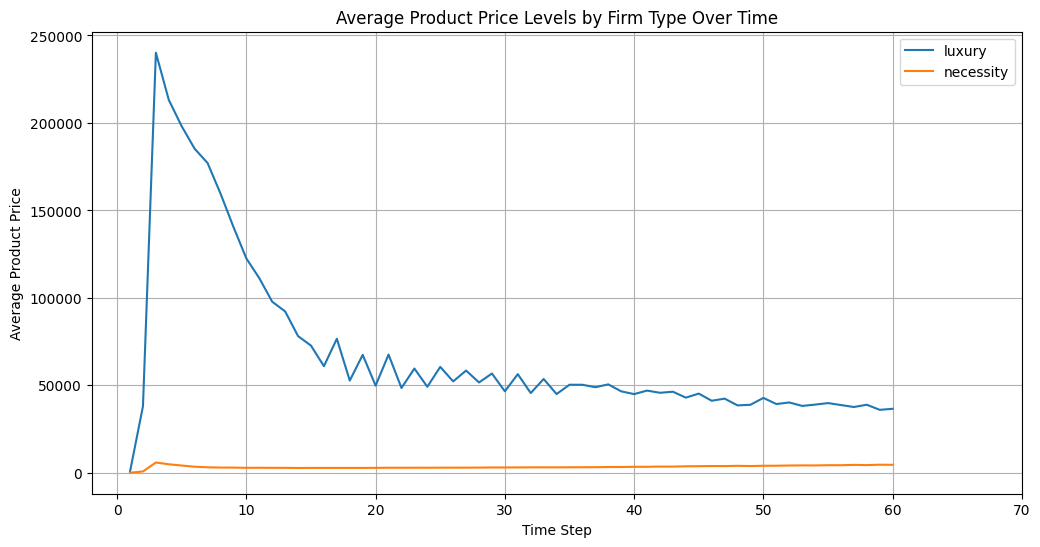 Average Product Price Levels by Firm Type Over Time
luxury
necessity
Average Product Price
250000
200000
150000
100000
50000
0
0 10 20 30 40 50 60 70
Time Step